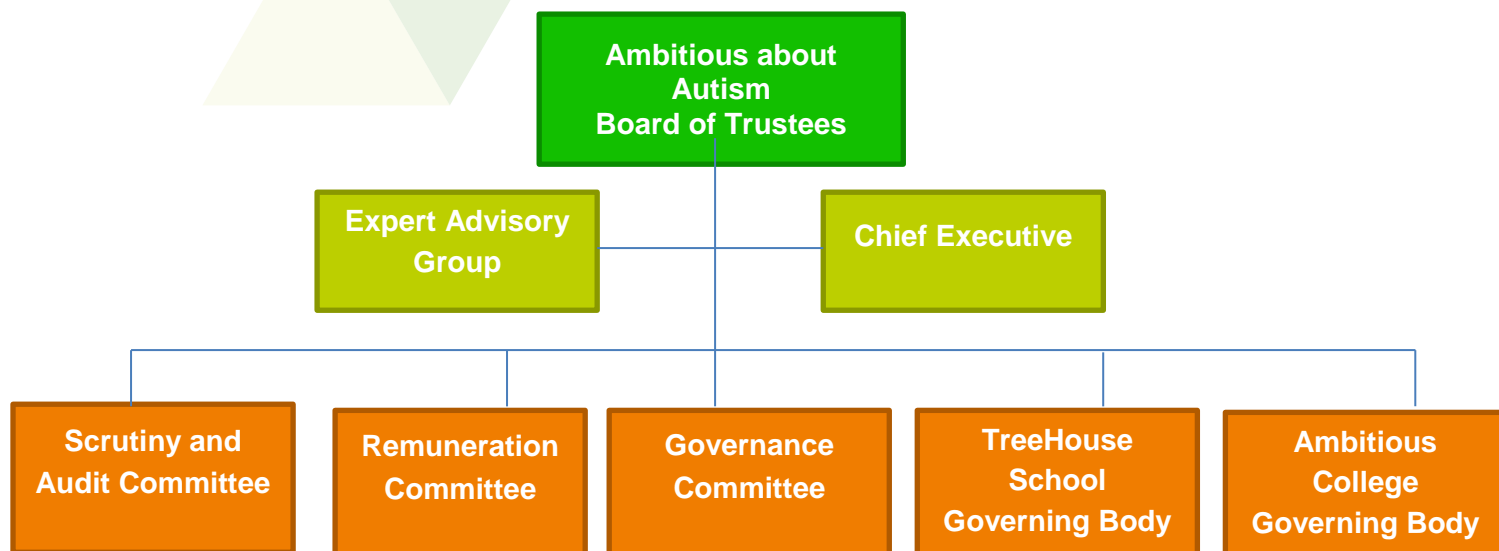 Ambitious about
Autism
Board of Trustees
Expert Advisory
Group
Chief Executive
Scrutiny and
Audit Committee
Remuneration
Committee
Governance
Committee
TreeHouse
School
Governing Body
Ambitious
College
Governing Body